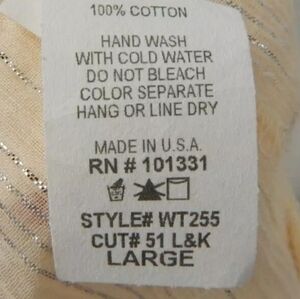 100% COTTON
HAND WASH
WITH COLD WATER
DO NOT BLEACH
COLOR SEPARATE
HANG OR LINE DRY
MADE IN U.S.A.
RN # 101331
STYLE# WT255
CUT# 51 L&K
LARGE